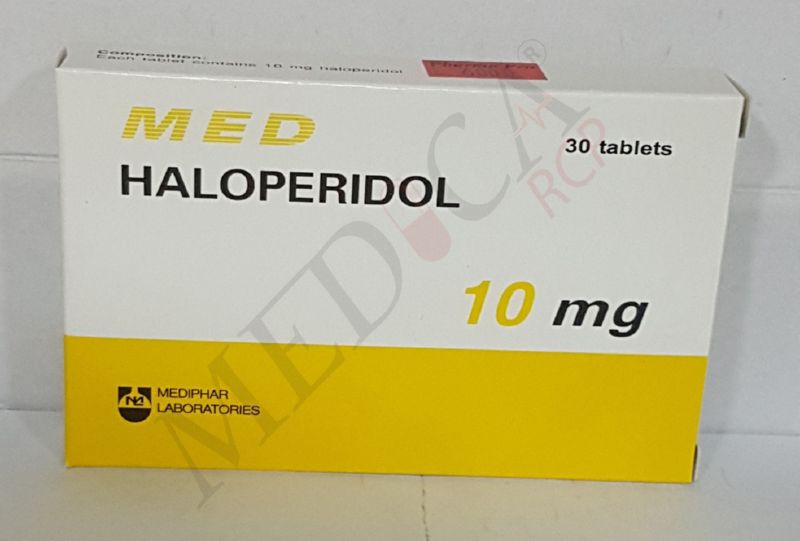 Composition:
Each tablet contains 10 mg haloperidol
MED
HALOPERIDOL
30 tablets
10 mg
MEDIPHAR
LABORATORIES
MEDICA
RCP
®